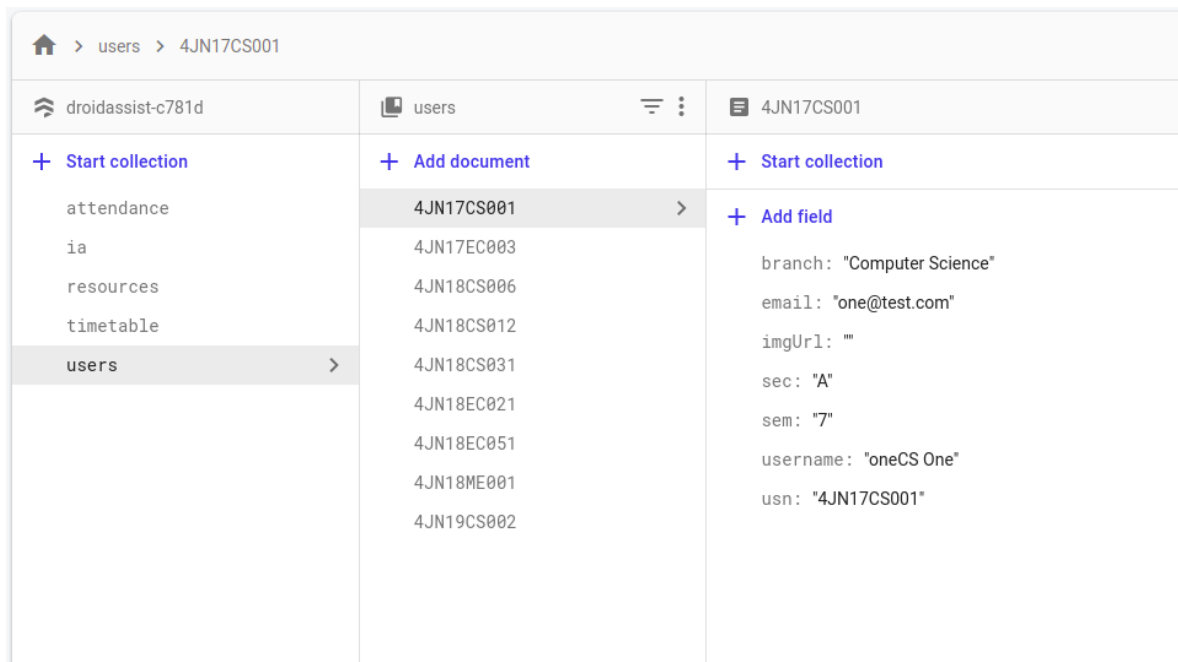 users 4JN17CS001
droidassist-c781d
Start collection
attendance
ia
resources
timetable
users
users
Add document
4JN17CS001
4JN17EC003
4JN18CS006
4JN18CS012
4JN18CS031
4JN18EC021
4JN18EC051
4JN18ME001
4JN19CS002
4JN17CS001
Start collection
Add field
branch: "Computer Science"
email: "one@test.com"
imgUrl: ""
sec: "A"
sem: "7"
username: "oneCS One"
usn: "4JN17CS001"